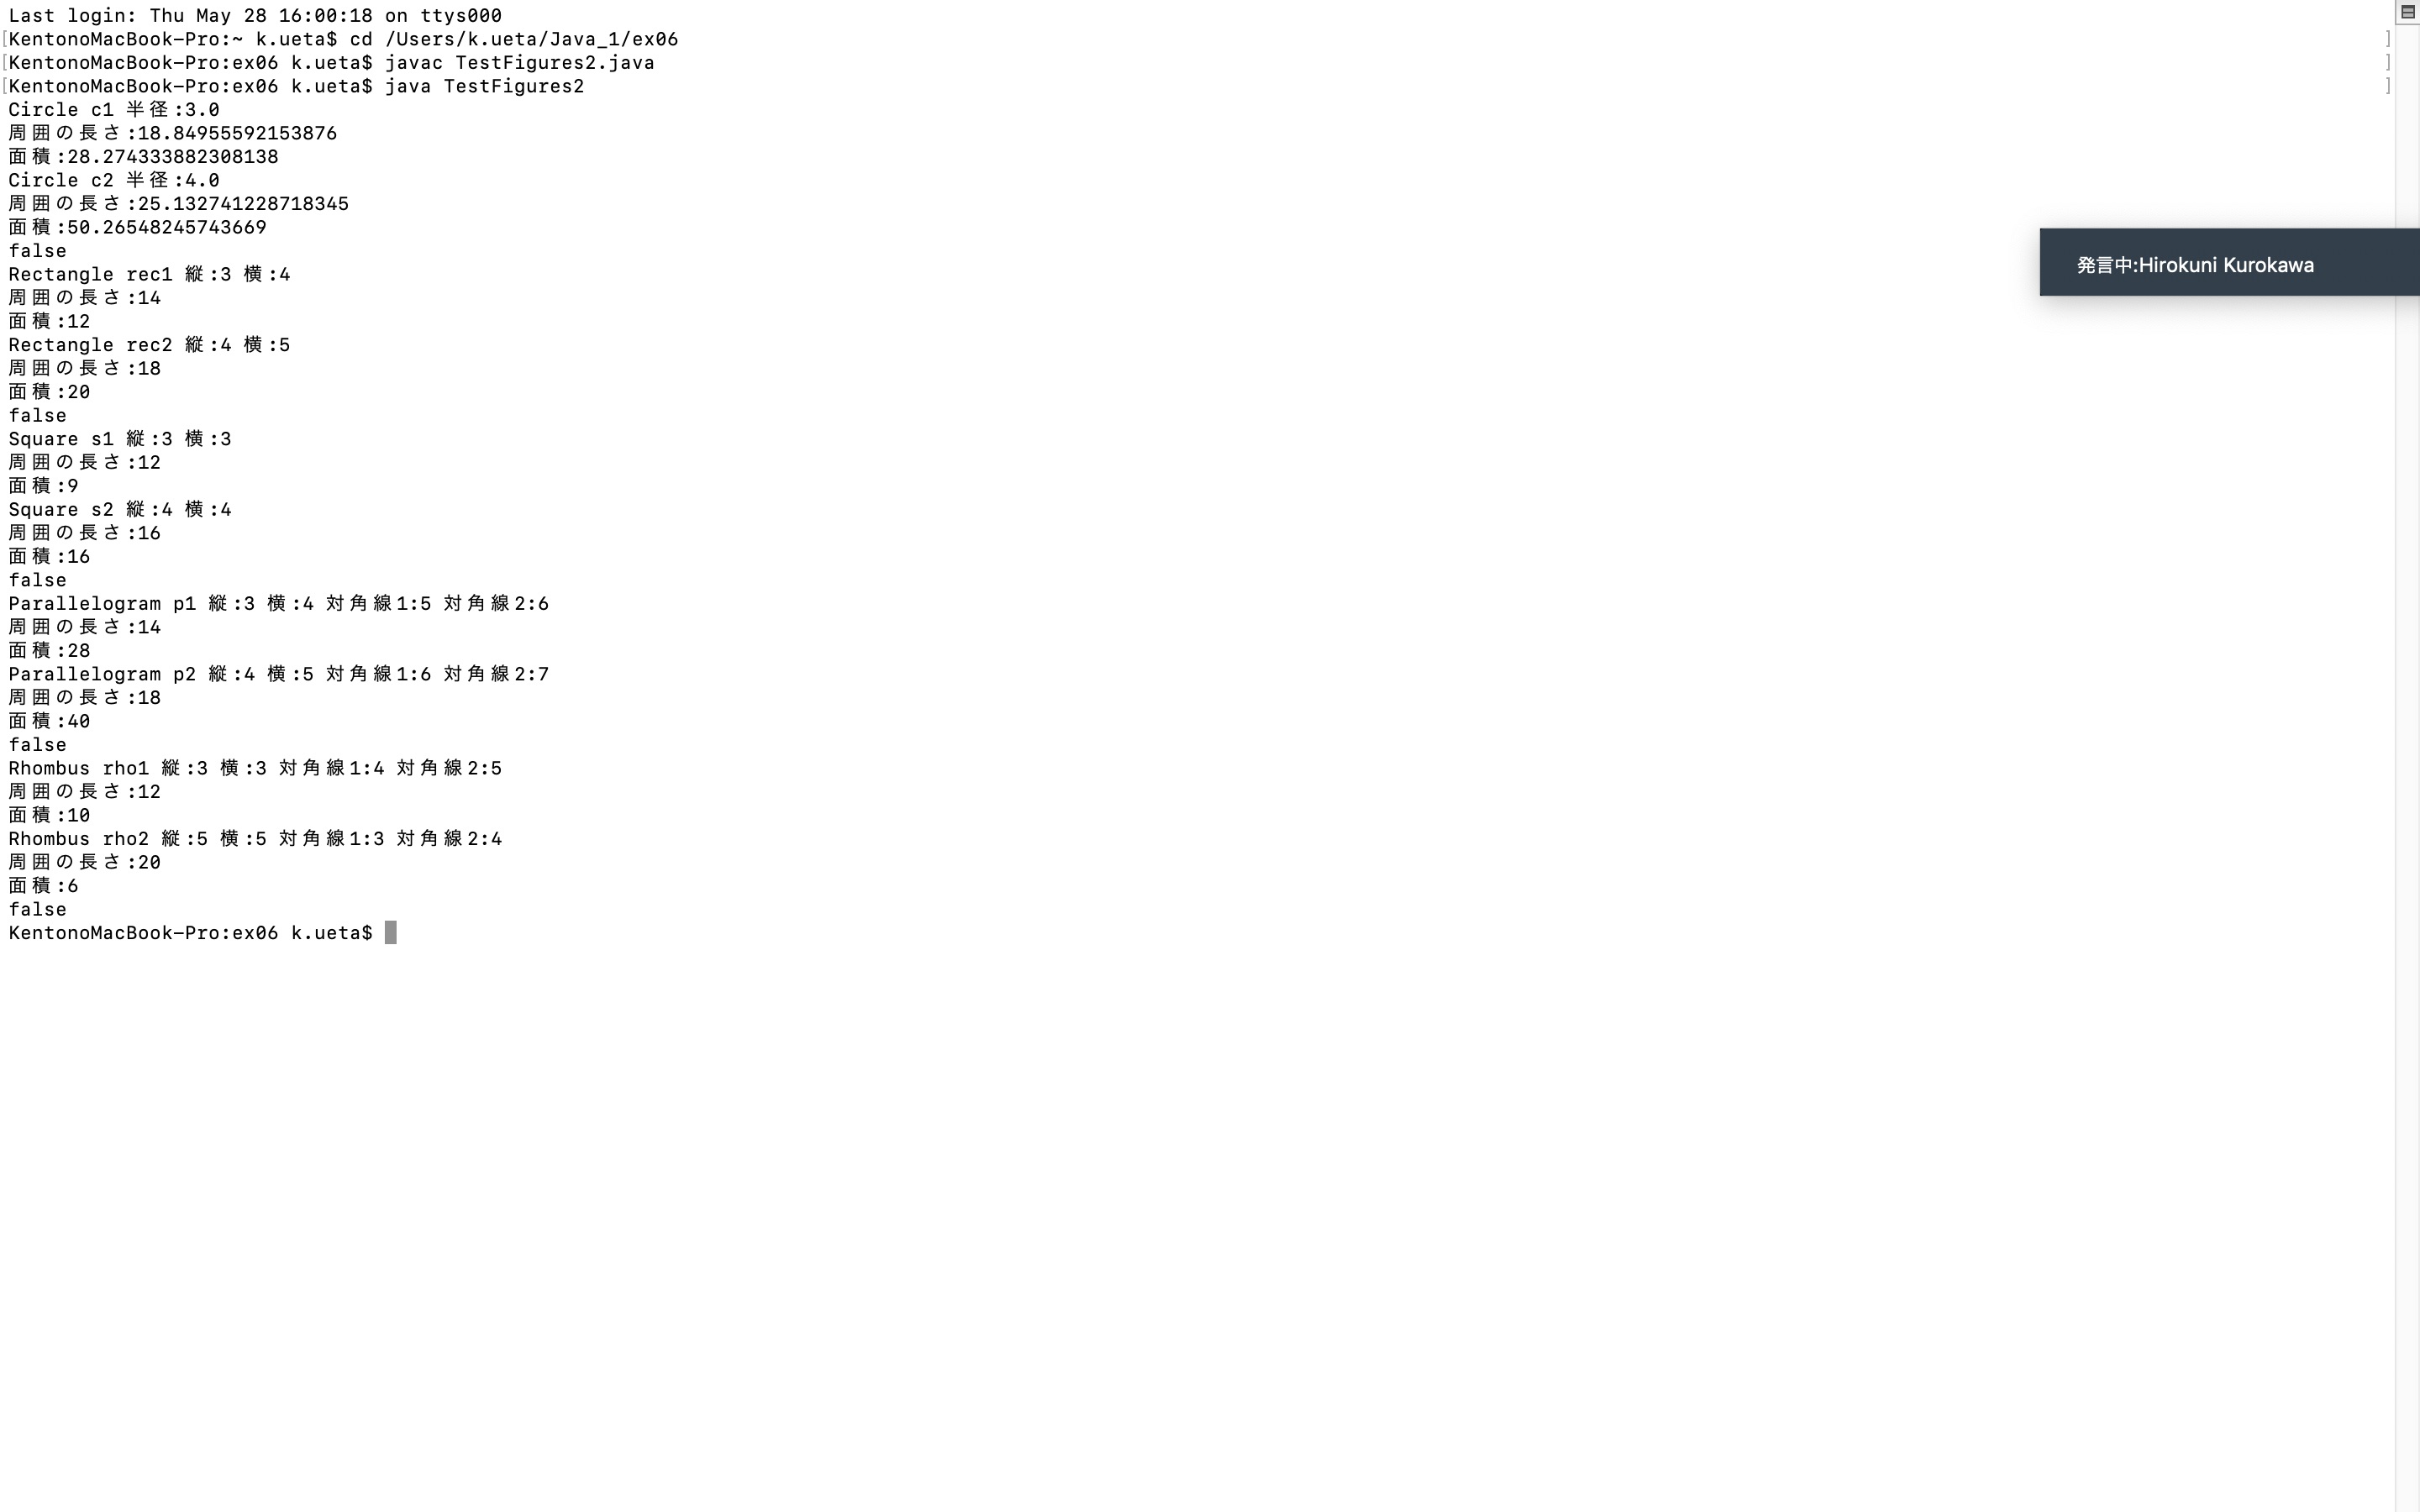 Last login: Thu May 28 16:00:18 on ttys000
[KentonoMacBook-Pro:~ k.ueta$ cd /Users/k.ueta/Java_1/ex06 ]
[KentonoMacBook-Pro:ex06 k.ueta$ javac TestFigures2.java ]
[KentonoMacBook-Pro:ex06 k.ueta$ java TestFigures2 ]
Circle c1 半径:3.0
周囲の長さ:18.84955592153876
面積:28.274333882308138
Circle c2 半径:4.0
周囲の長さ:25.132741228718345
面積:50.26548245743669
false
Rectangle rec1 縦:3 横:4
周囲の長さ:14
面積:12
Rectangle rec2 縦:4 横:5
周囲の長さ:18
面積:20
false
Square s1 縦:3 横:3
周囲の長さ:12
面積:9
Square s2 縦:4 横:4
周囲の長さ:16
面積:16
false
Parallelogram p1 縦:3 横:4 対角線1:5 対角線2:6
周囲の長さ:14
面積:28
Parallelogram p2 縦:4 横:5 対角線1:6 対角線2:7
周囲の長さ:18
面積:40
false
Rhombus rho1 縦:3 横:3 対角線1:4 対角線2:5
周囲の長さ:12
面積:10
Rhombus rho2 縦:5 横:5 対角線1:3 対角線2:4
周囲の長さ:20
面積:6
false
KentonoMacBook-Pro:ex06 k.ueta$
発言中:Hirokuni Kurokawa